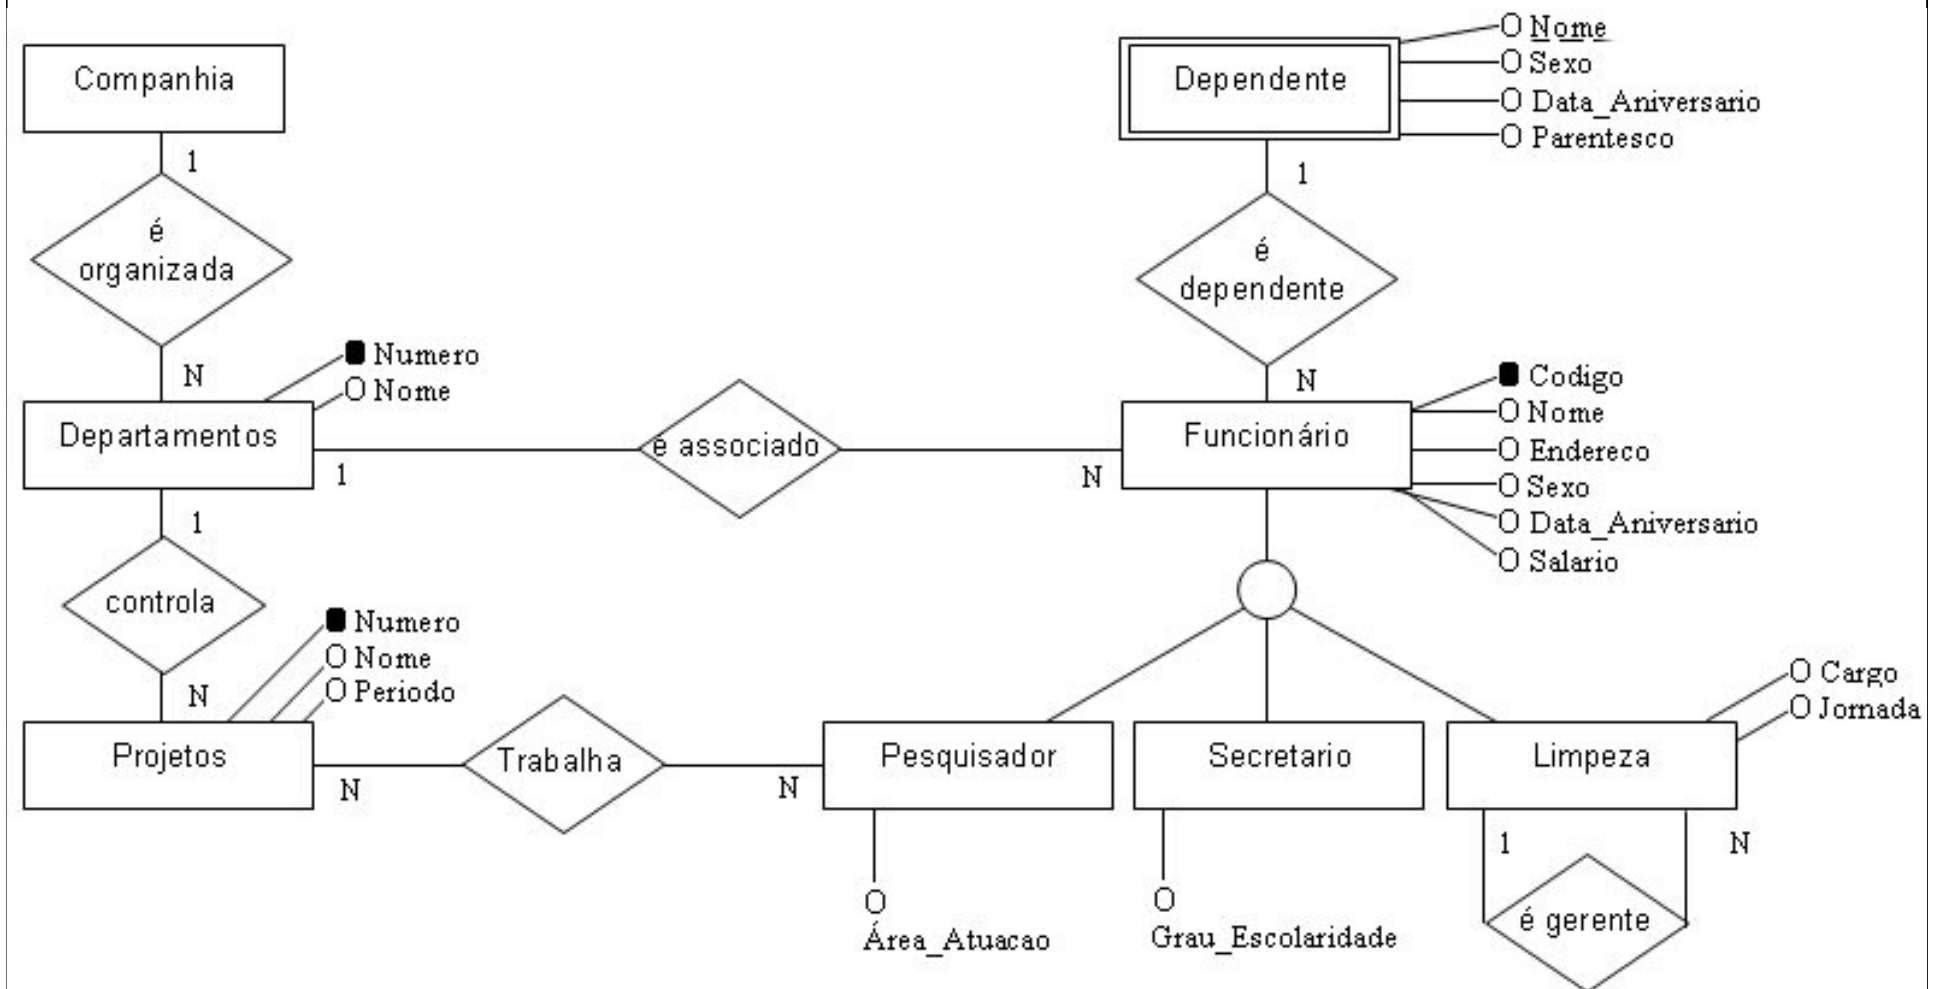 Companhia
1
é
organizada
N
Numero
Nome
Departamentos
1
é associado
N
1
controla
N
Numero
Nome
Periodo
Projetos
N
Trabalha
N
Dependente
Nome
Sexo
Data_Aniversario
Parentesco
1
é
dependente
N
Funcionário
Codigo
Nome
Endereco
Sexo
Data_Aniversario
Salario
Pesquisador
Área_Atuacao
Secretario
Grau_Escolaridade
Limpeza
Cargo
Jornada
1
N
é gerente